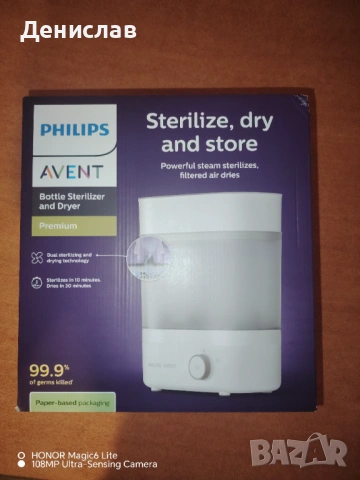 Денислав
PHILIPS
AVENT
Bottle Sterilizer
and Dryer
Premium
Sterilize, dry
and store
Powerful steam sterilizes,
filtered air dries
Dual sterilizing and
drying technology
Sterilizes in 10 minutes.
Dries in 30 minutes
99.9%
of germs killed
Paper-based packaging
HONOR Magic6 Lite
108MP Ultra-Sensing Camera
BAZAR